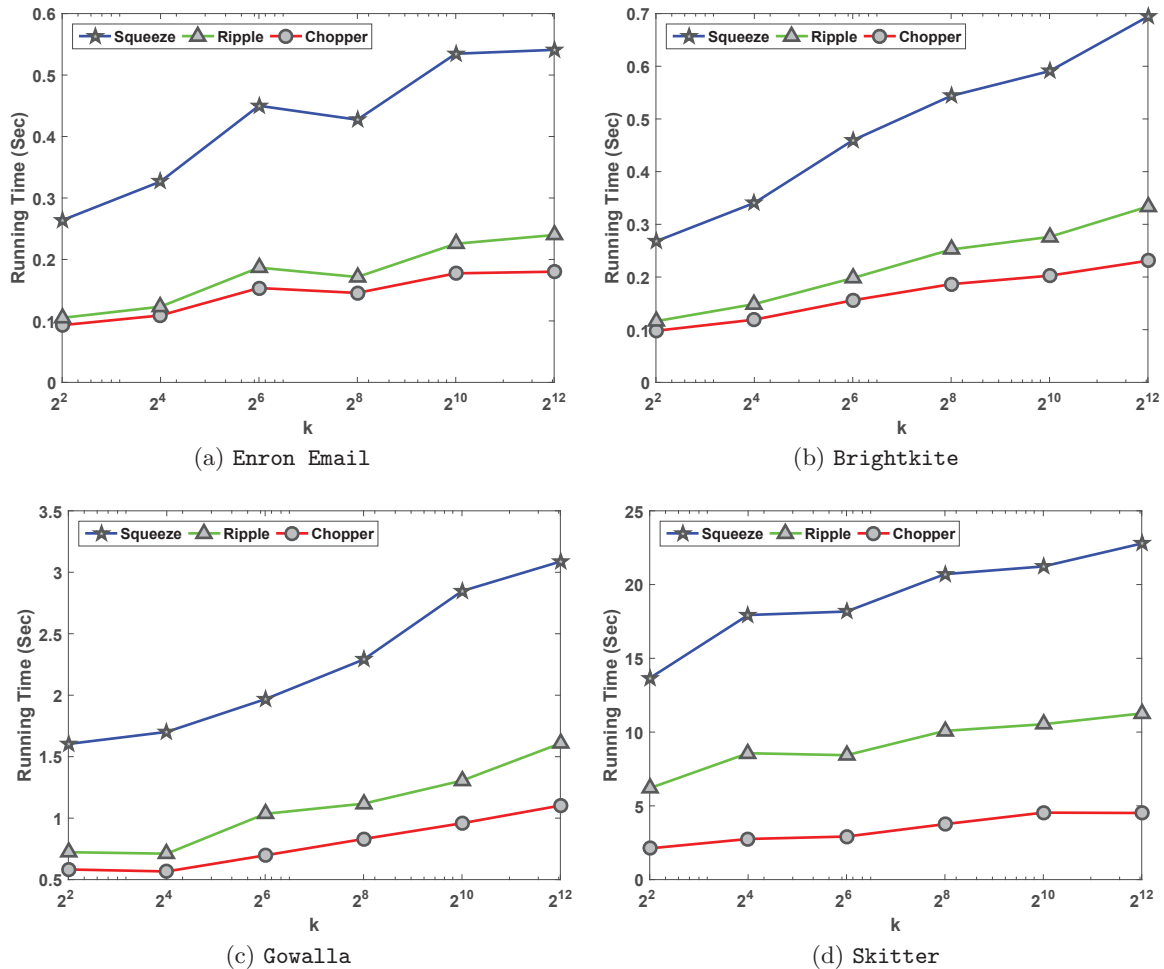 Squeeze Ripple Chopper
0.6
0.5
0.4
0.3
0.2
0.1
0
Running Time (Sec)
2^2 2^4 2^6 2^8 2^10 2^12
k
(a) Enron Email
Squeeze Ripple Chopper
0.7
0.6
0.5
0.4
0.3
0.2
0.1
0
Running Time (Sec)
2^2 2^4 2^6 2^8 2^10 2^12
k
(b) Brightkite
Squeeze Ripple Chopper
3.5
3
2.5
2
1.5
1
0.5
Running Time (Sec)
2^2 2^4 2^6 2^8 2^10 2^12
k
(c) Gowalla
Squeeze Ripple Chopper
25
20
15
10
5
0
Running Time (Sec)
2^2 2^4 2^6 2^8 2^10 2^12
k
(d) Skitter